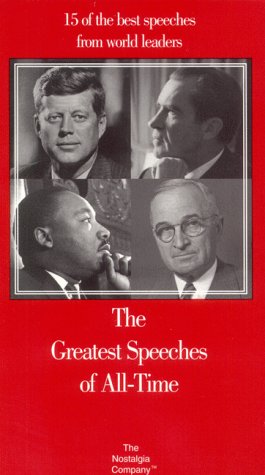 15 of the best speeches
from world leaders
The
Greatest Speeches
of All-Time
The
Nostalgia
Company™